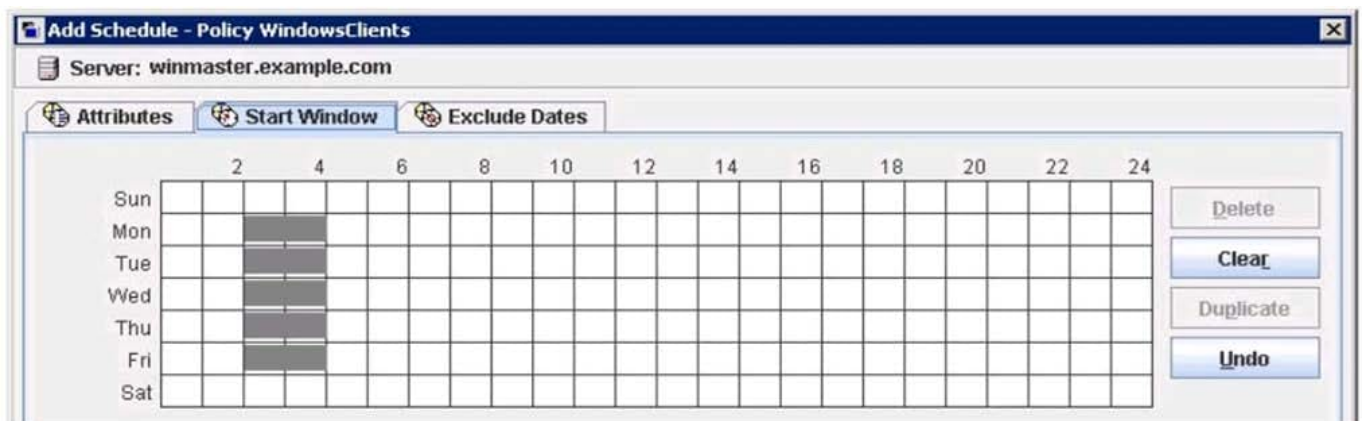 Add Schedule - Policy WindowsClients
Server: winmaster.example.com
Attributes Start Window Exclude Dates
2 4 6 8 10 12 14 16 18 20 22 24
Sun
Mon
Tue
Wed
Thu
Fri
Sat
Delete
Clear
Duplicate
Undo